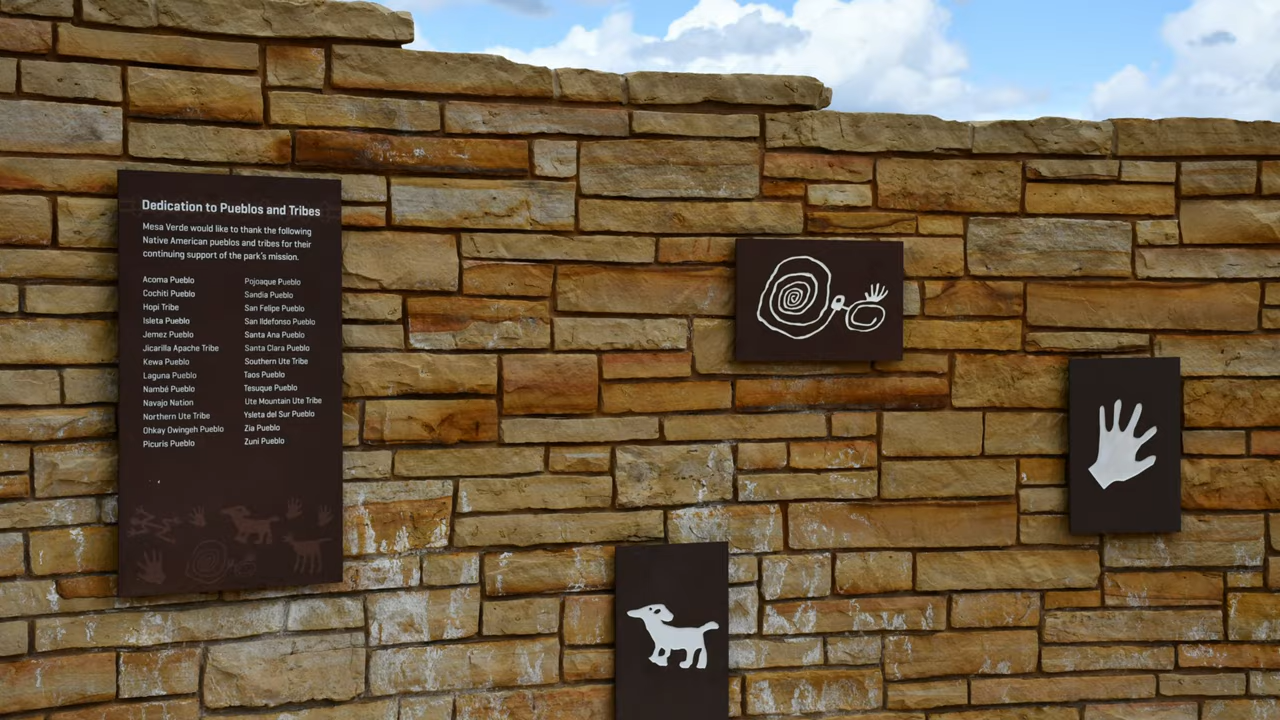 Dedication to Pueblos and Tribes
Mesa Verde would like to thank the following
Native American pueblos and tribes for their
continuing support of the park's mission.
Acoma Pueblo
Cochiti Pueblo
Hopi Tribe
Isleta Pueblo
Jemez Pueblo
Jicarilla Apache Tribe
Kewa Pueblo
Laguna Pueblo
Nambé Pueblo
Navajo Nation
Northern Ute Tribe
Ohkay Owingeh Pueblo
Picuris Pueblo
Pojoaque Pueblo
Sandia Pueblo
San Felipe Pueblo
San Ildefonso Pueblo
Santa Ana Pueblo
Santa Clara Pueblo
Southern Ute Tribe
Taos Pueblo
Tesuque Pueblo
Ute Mountain Ute Tribe
Ysleta del Sur Pueblo
Zia Pueblo
Zuni Pueblo